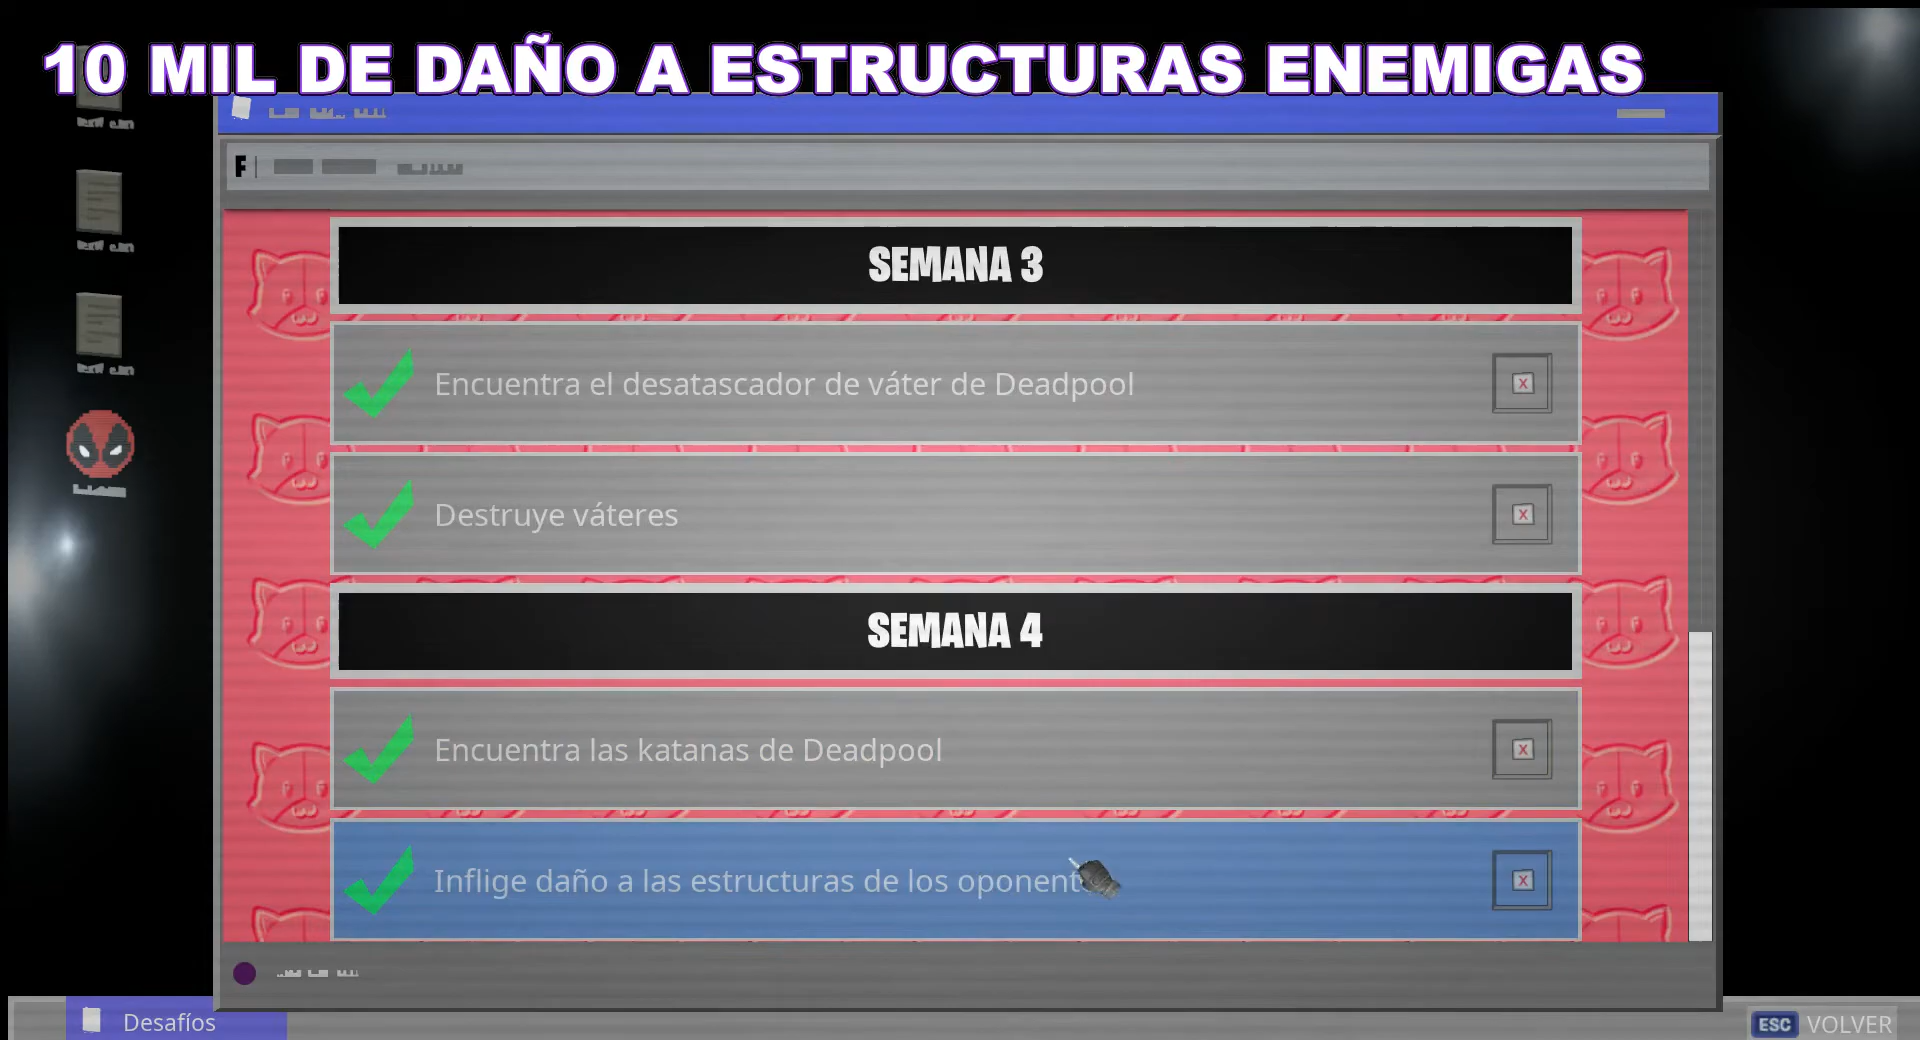 10 MIL DE DAÑO A ESTRUCTURAS ENEMIGAS
SEMANA 3
Encuentra el desatascador de váter de Deadpool
Destruye váteres
SEMANA 4
Encuentra las katanas de Deadpool
Inflige daño a las estructuras de los
Desafíos
ESC VOLVER